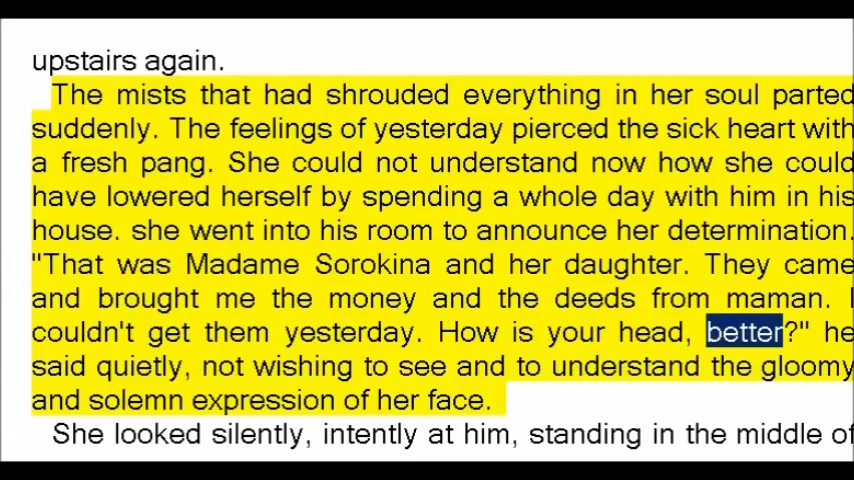 upstairs again.
The mists that had shrouded everything in her soul parted
suddenly. The feelings of yesterday pierced the sick heart with
a fresh pang. She could not understand now how she could
have lowered herself by spending a whole day with him in his
house. she went into his room to announce her determination.
"That was Madame Sorokina and her daughter. They came
and brought me the money and the deeds from maman. I
couldn't get them yesterday. How is your head, better?" he
said quietly, not wishing to see and to understand the gloomy
and solemn expression of her face.
She looked silently, intently at him, standing in the middle of